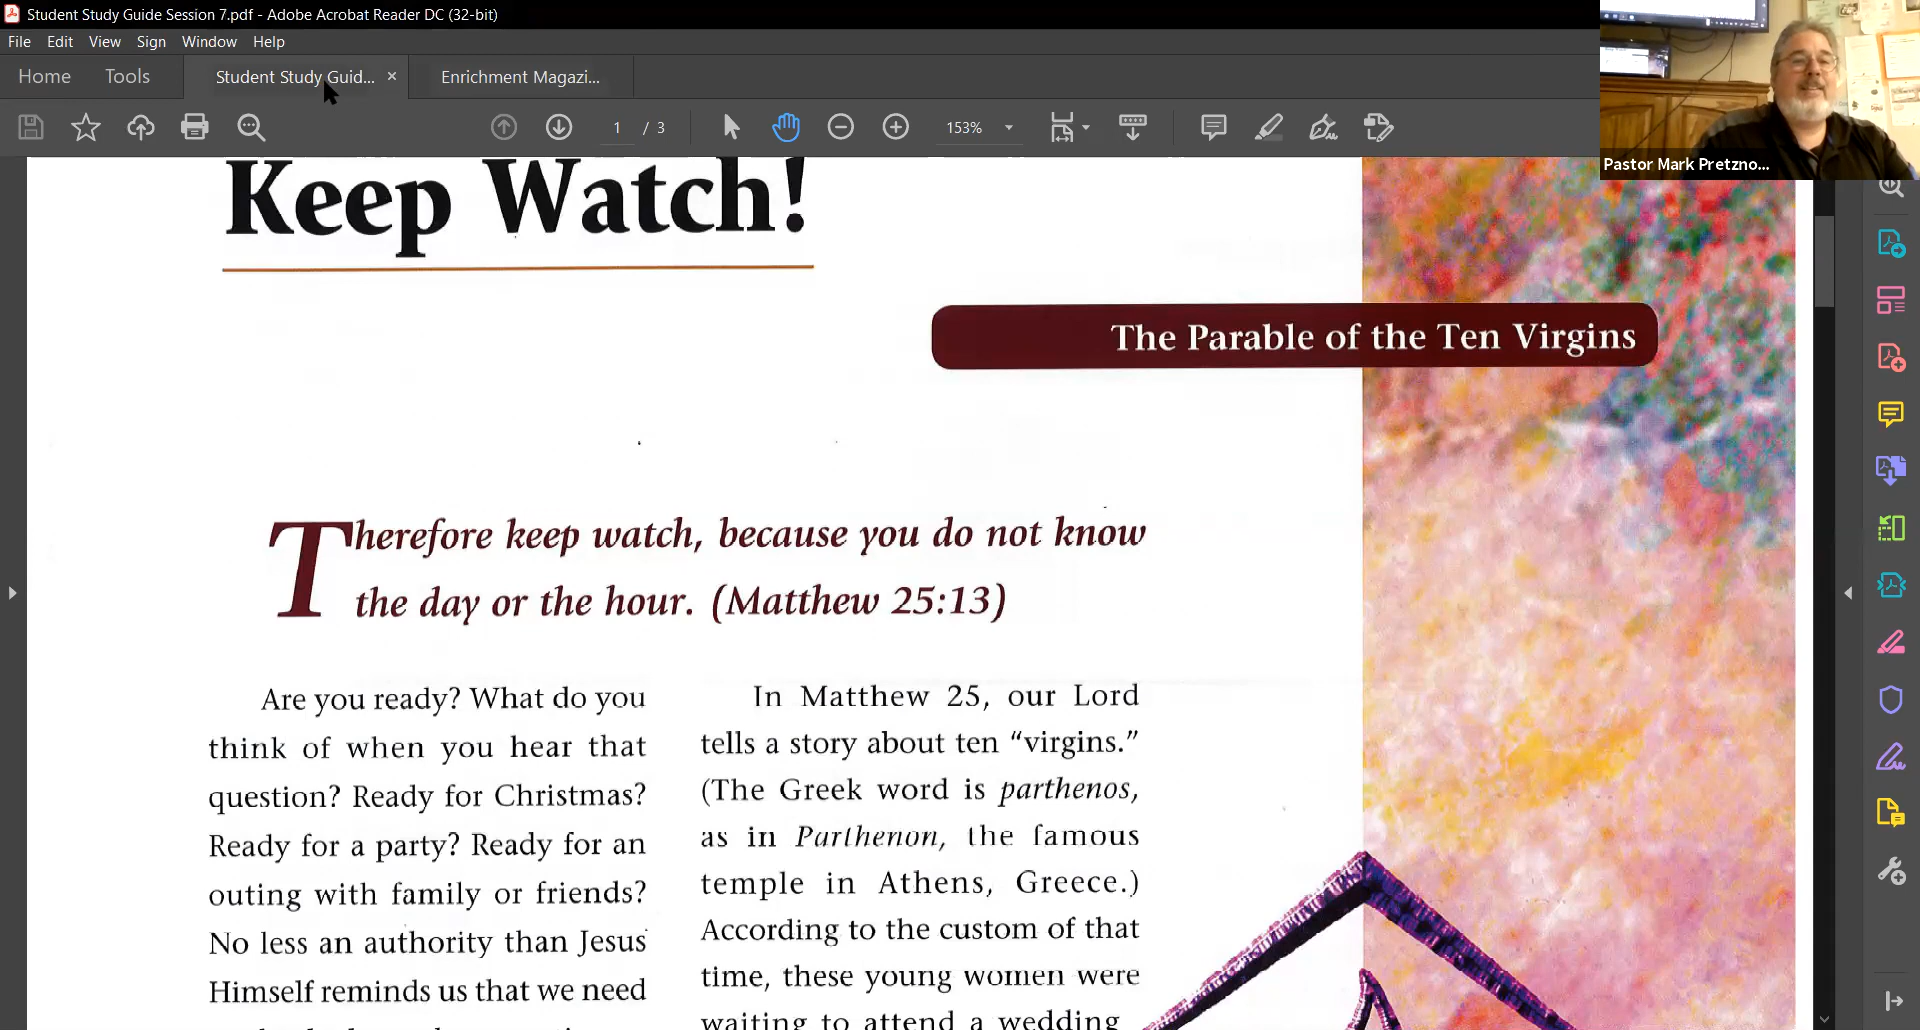 Student Study Guide Session 7.pdf - Adobe Acrobat Reader DC (32-bit)
File Edit View Sign Window Help
Home Tools Student Study Guid... × Enrichment Magazi...
1 / 3 153%
Pastor Mark Pretzno...
Keep Watch!
The Parable of the Ten Virgins
Therefore keep watch, because you do not know
the day or the hour. (Matthew 25:13)
Are you ready? What do you
think of when you hear that
question? Ready for Christmas?
Ready for a party? Ready for an
outing with family or friends?
No less an authority than Jesus
Himself reminds us that we need
In Matthew 25, our Lord
tells a story about ten “virgins.”
(The Greek word is parthenos,
as in Parthenon, the famous
temple in Athens, Greece.)
According to the custom of that
time, these young women were
waiting to attend a wedding